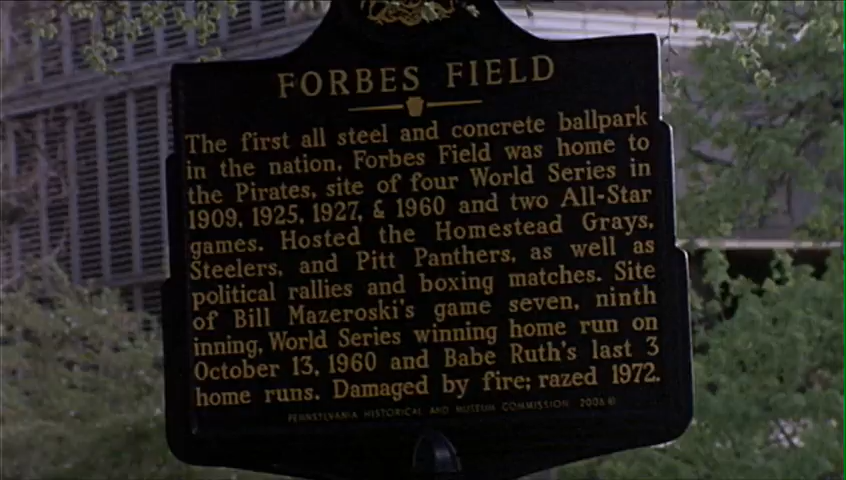 FORBES FIELD
The first all steel and concrete ballpark
in the nation, Forbes Field was home to
the Pirates, site of four World Series in
1909, 1925, 1927, & 1960 and two All-Star
games. Hosted the Homestead Grays,
Steelers, and Pitt Panthers, as well as
political rallies and boxing matches. Site
of Bill Mazeroski's game seven, ninth
inning, World Series winning home run on
October 13, 1960 and Babe Ruth's last 3
home runs. Damaged by fire; razed 1972.
PENNSYLVANIA HISTORICAL AND MUSEUM COMMISSION 2006